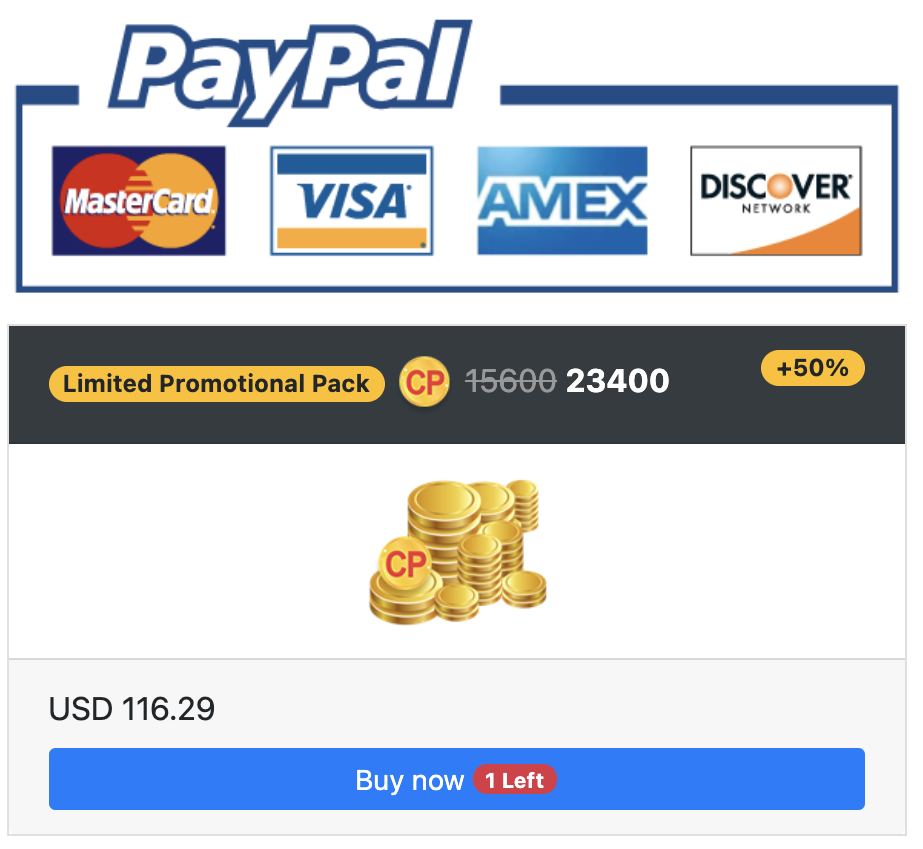 PayPal
MasterCard VISA AMEX DISCOVER
NETWORK
Limited Promotional Pack CP 15600 23400 +50%
CP
USD 116.29
Buy now 1 Left